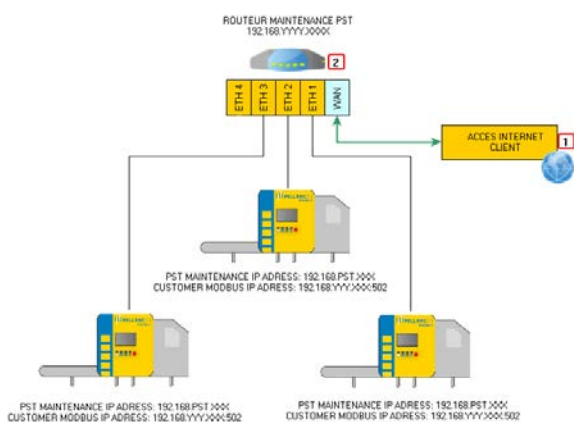 ROUTEUR MAINTENANCE PST
192.168.YYYY.XXXX
2
ETH 4
ETH 3
ETH 2
ETH 1
WAN
ACCES INTERNET
CLIENT
1
PST MAINTENANCE IP ADRESS: 192.168.PST.XXX
CUSTOMER MODBUS IP ADRESS: 192.168.YYY.XXX:502
PST MAINTENANCE IP ADRESS: 192.168.PST.XXX
CUSTOMER MODBUS IP ADRESS: 192.168.YYY.XXX:502
PST MAINTENANCE IP ADRESS: 192.168.PST.XXX
CUSTOMER MODBUS IP ADRESS: 192.168.YYY.XXX:502